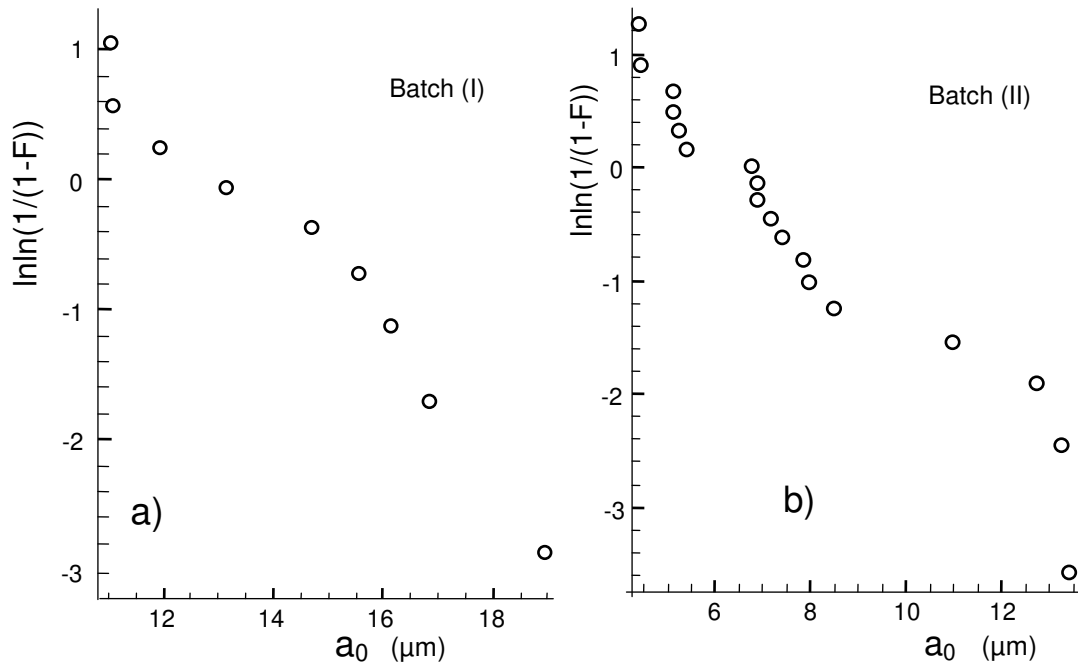 Batch (I)
lnln(1/(1-F))
1
0
-1
-2
-3
a)
12
14
16
18
a₀ (μm)
Batch (II)
lnln(1/(1-F))
1
0
-1
-2
-3
b)
6
8
10
12
a₀ (μm)